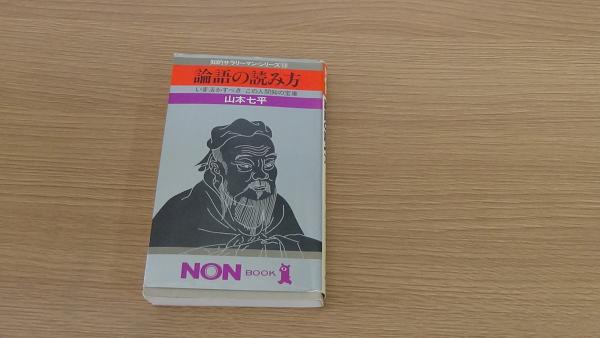 知的サラリーマン・シリーズ18
論語の読み方
いま活かすべき この人間知の宝庫
山本七平
NON BOOK